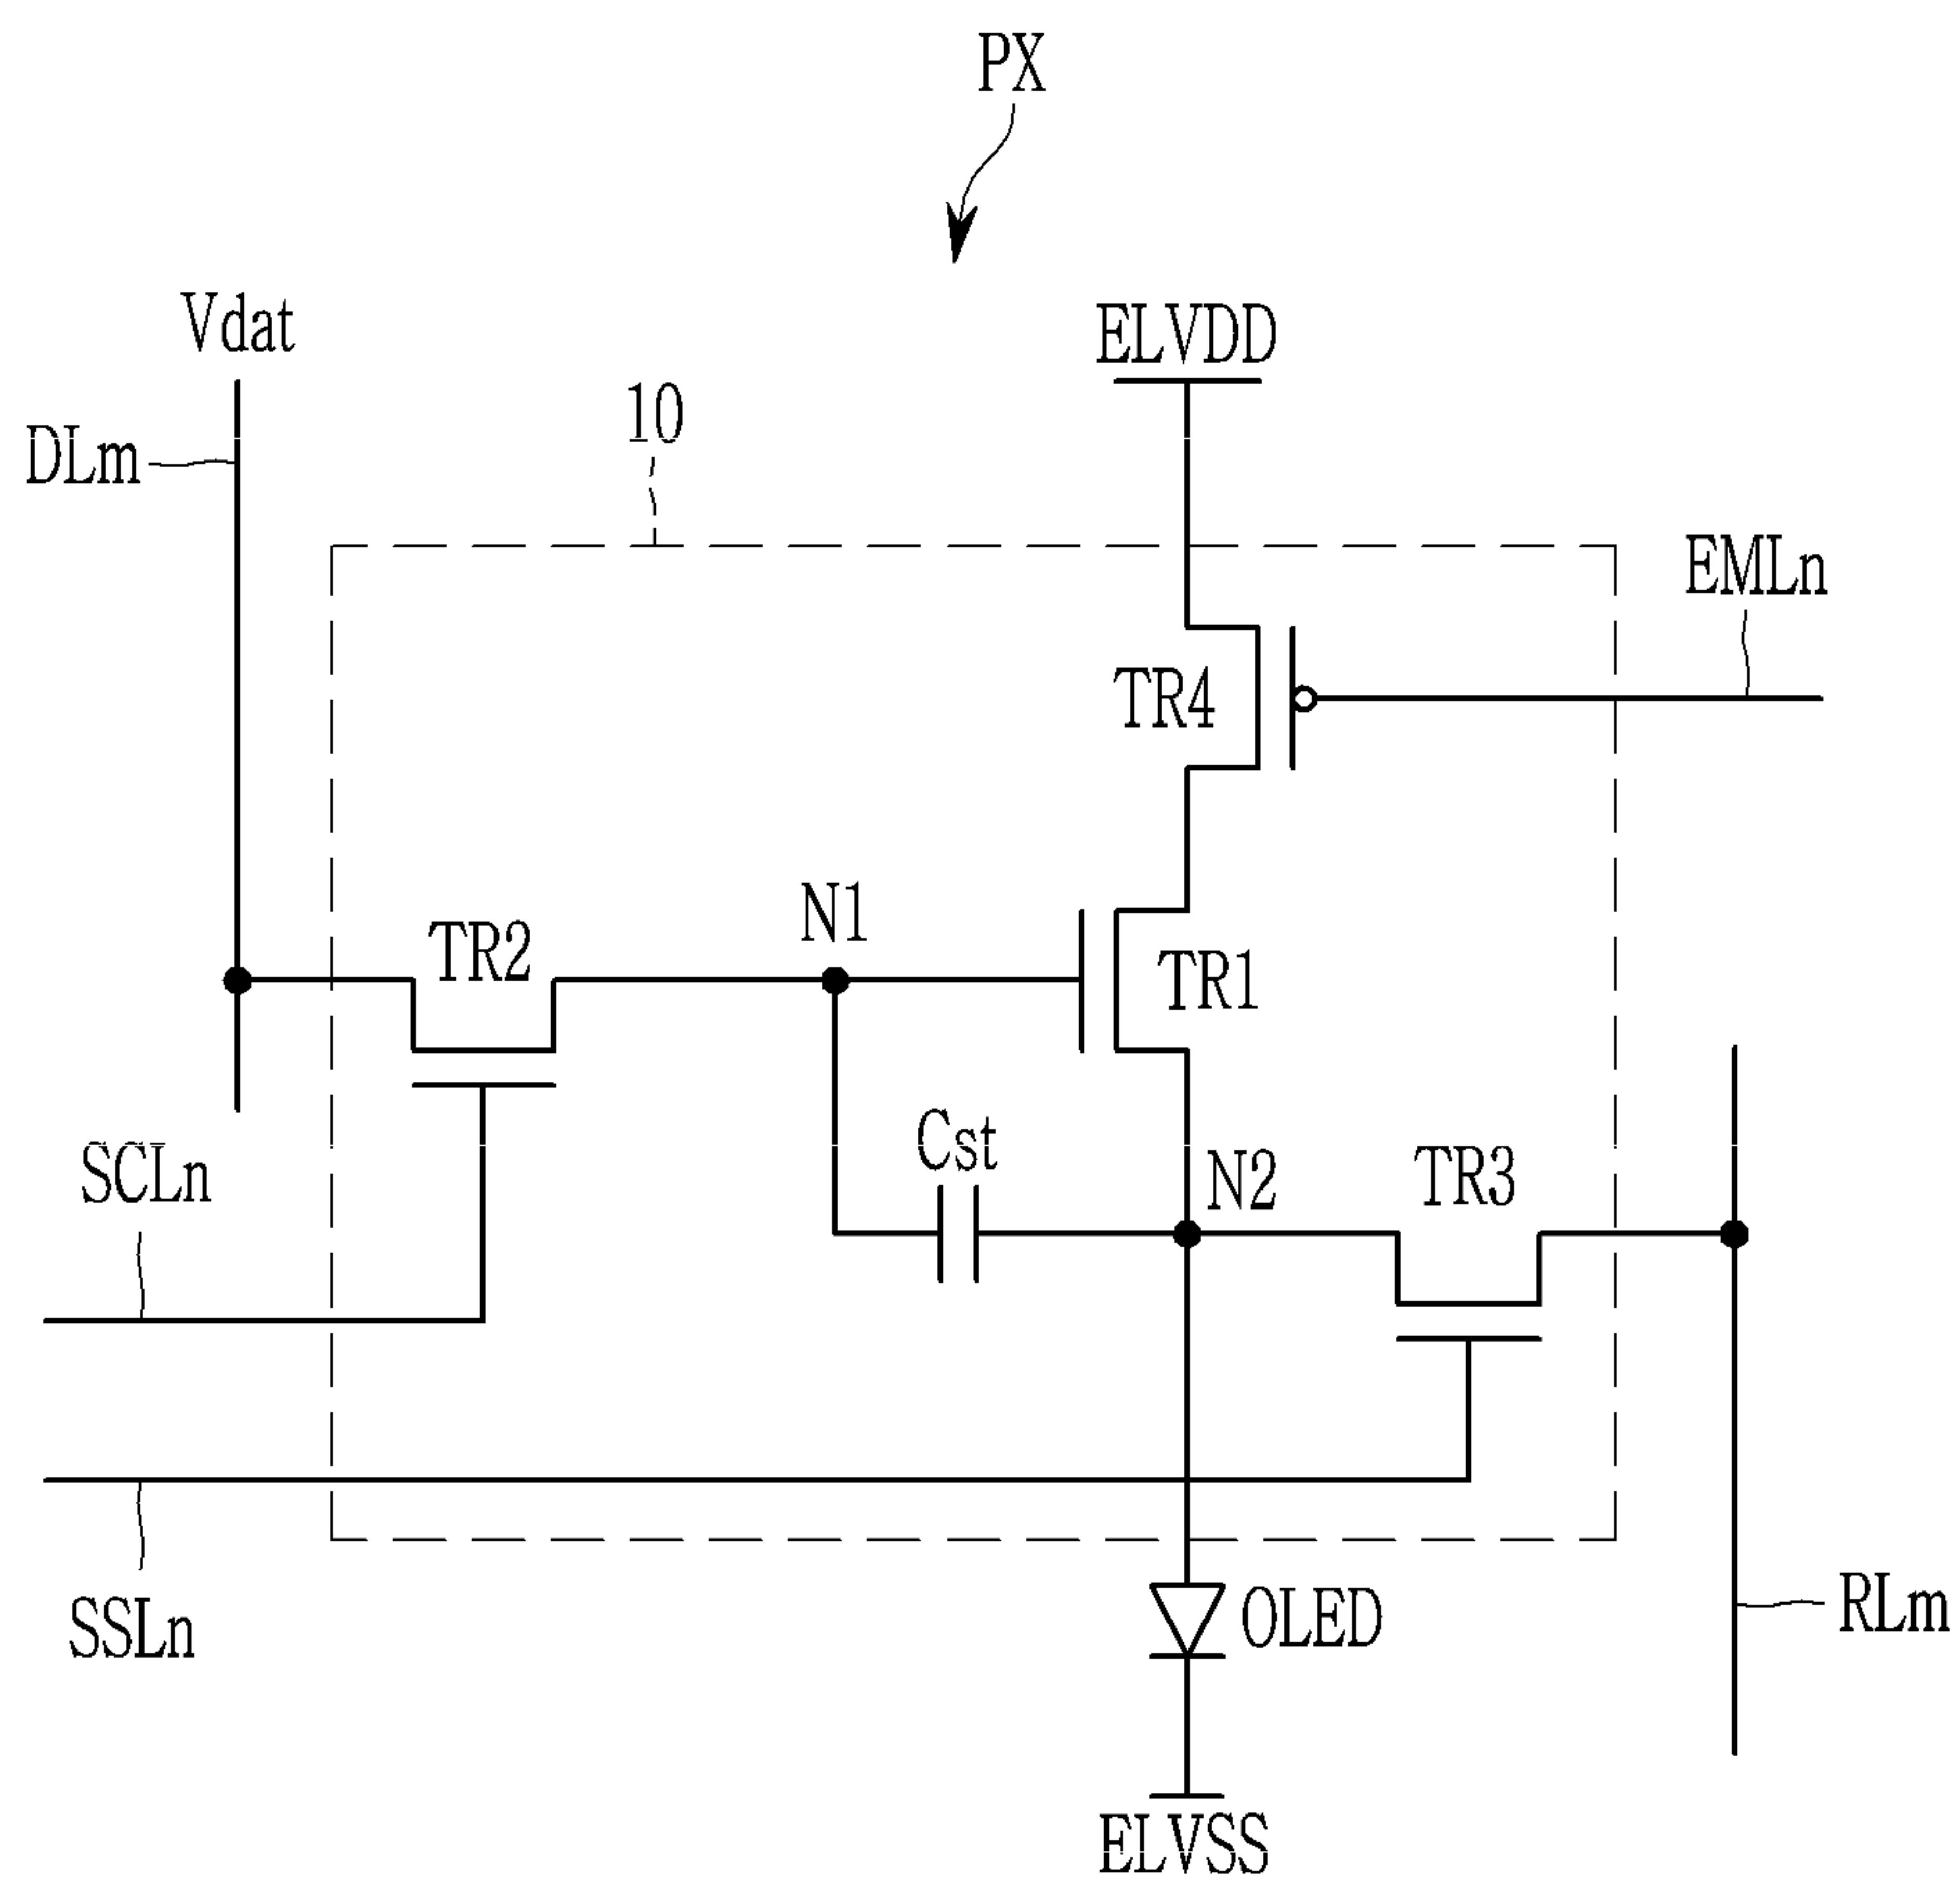 PX
Vdat
ELVDD
10
DLm
EMLn
TR4
N1
TR2
TR1
Cst
SCLn
N2
TR3
SSLn
OLED
RLm
ELVSS